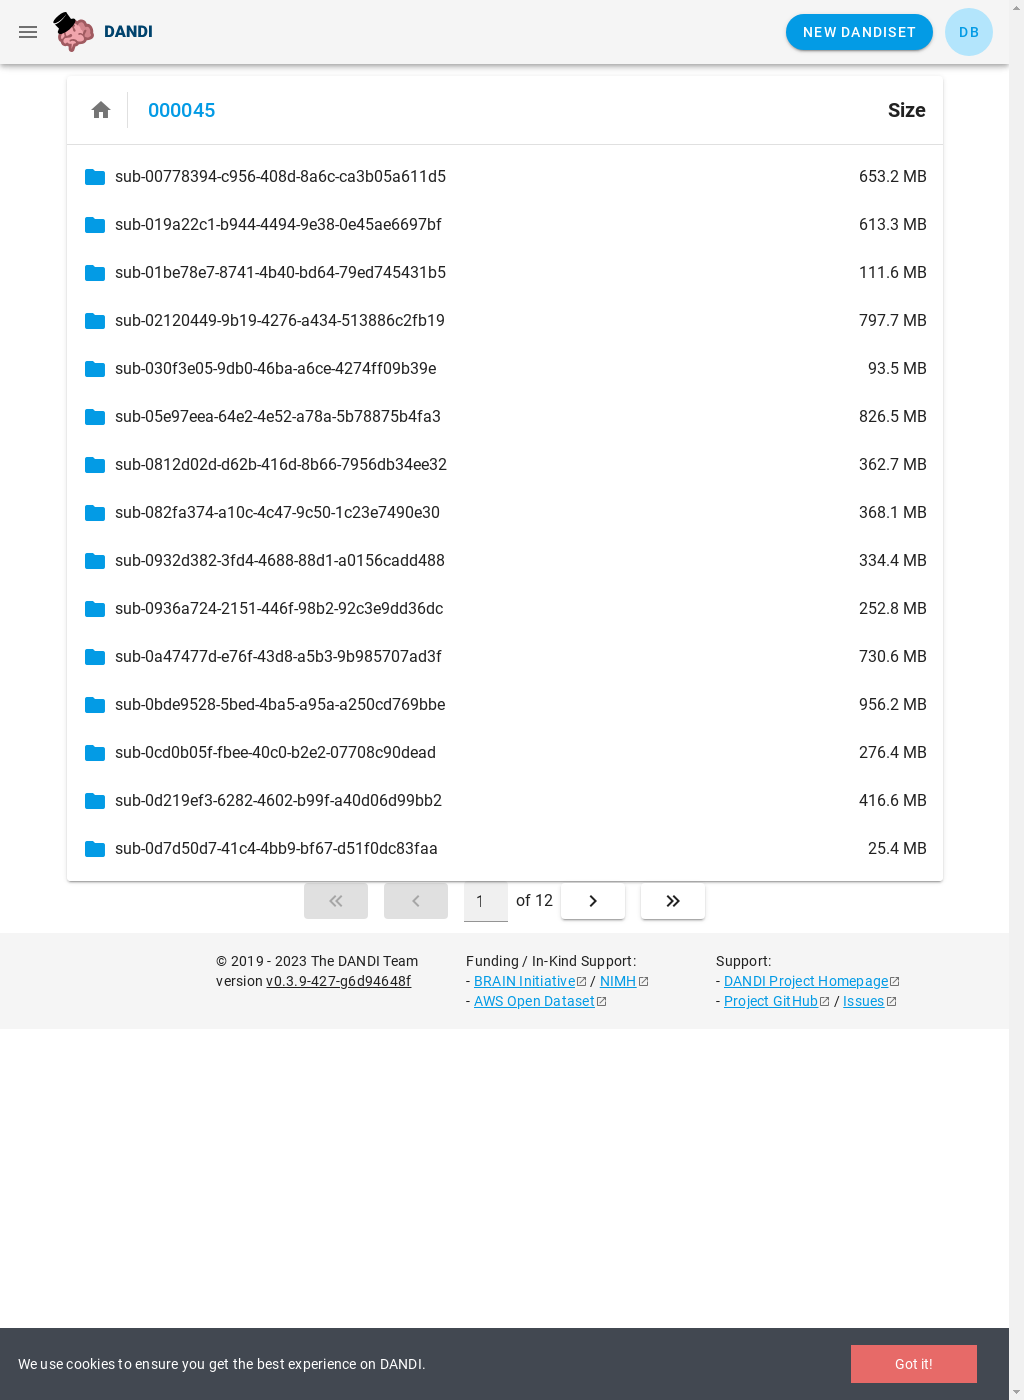 DANDI
NEW DANDISET
DB
000045
Size
sub-00778394-c956-408d-8a6c-ca3b05a611d5 653.2 MB
sub-019a22c1-b944-4494-9e38-0e45ae6697bf 613.3 MB
sub-01be78e7-8741-4b40-bd64-79ed745431b5 111.6 MB
sub-02120449-9b19-4276-a434-513886c2fb19 797.7 MB
sub-030f3e05-9db0-46ba-a6ce-4274ff09b39e 93.5 MB
sub-05e97eea-64e2-4e52-a78a-5b78875b4fa3 826.5 MB
sub-0812d02d-d62b-416d-8b66-7956db34ee32 362.7 MB
sub-082fa374-a10c-4c47-9c50-1c23e7490e30 368.1 MB
sub-0932d382-3fd4-4688-88d1-a0156cadd488 334.4 MB
sub-0936a724-2151-446f-98b2-92c3e9dd36dc 252.8 MB
sub-0a47477d-e76f-43d8-a5b3-9b985707ad3f 730.6 MB
sub-0bde9528-5bed-4ba5-a95a-a250cd769bbe 956.2 MB
sub-0cd0b05f-fbee-40c0-b2e2-07708c90dead 276.4 MB
sub-0d219ef3-6282-4602-b99f-a40d06d99bb2 416.6 MB
sub-0d7d50d7-41c4-4bb9-bf67-d51f0dc83faa 25.4 MB
1 of 12
© 2019 - 2023 The DANDI Team
version v0.3.9-427-g6d94648f
Funding / In-Kind Support:
- BRAIN Initiative / NIMH
- AWS Open Dataset
Support:
- DANDI Project Homepage
- Project GitHub / Issues
We use cookies to ensure you get the best experience on DANDI.
Got it!